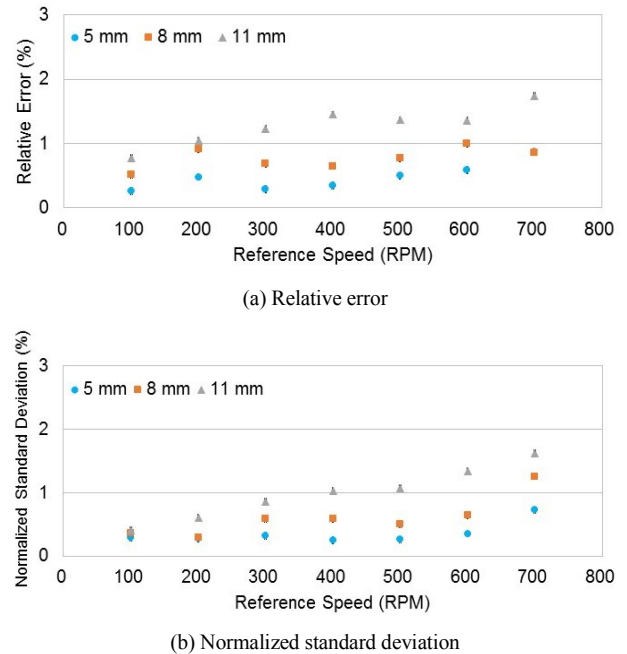 3
2
1
0
Relative Error (%)
5 mm 8 mm 11 mm
0 100 200 300 400 500 600 700 800
Reference Speed (RPM)
(a) Relative error
3
2
1
0
Normalized Standard Deviation (%)
5 mm 8 mm 11 mm
0 100 200 300 400 500 600 700 800
Reference Speed (RPM)
(b) Normalized standard deviation